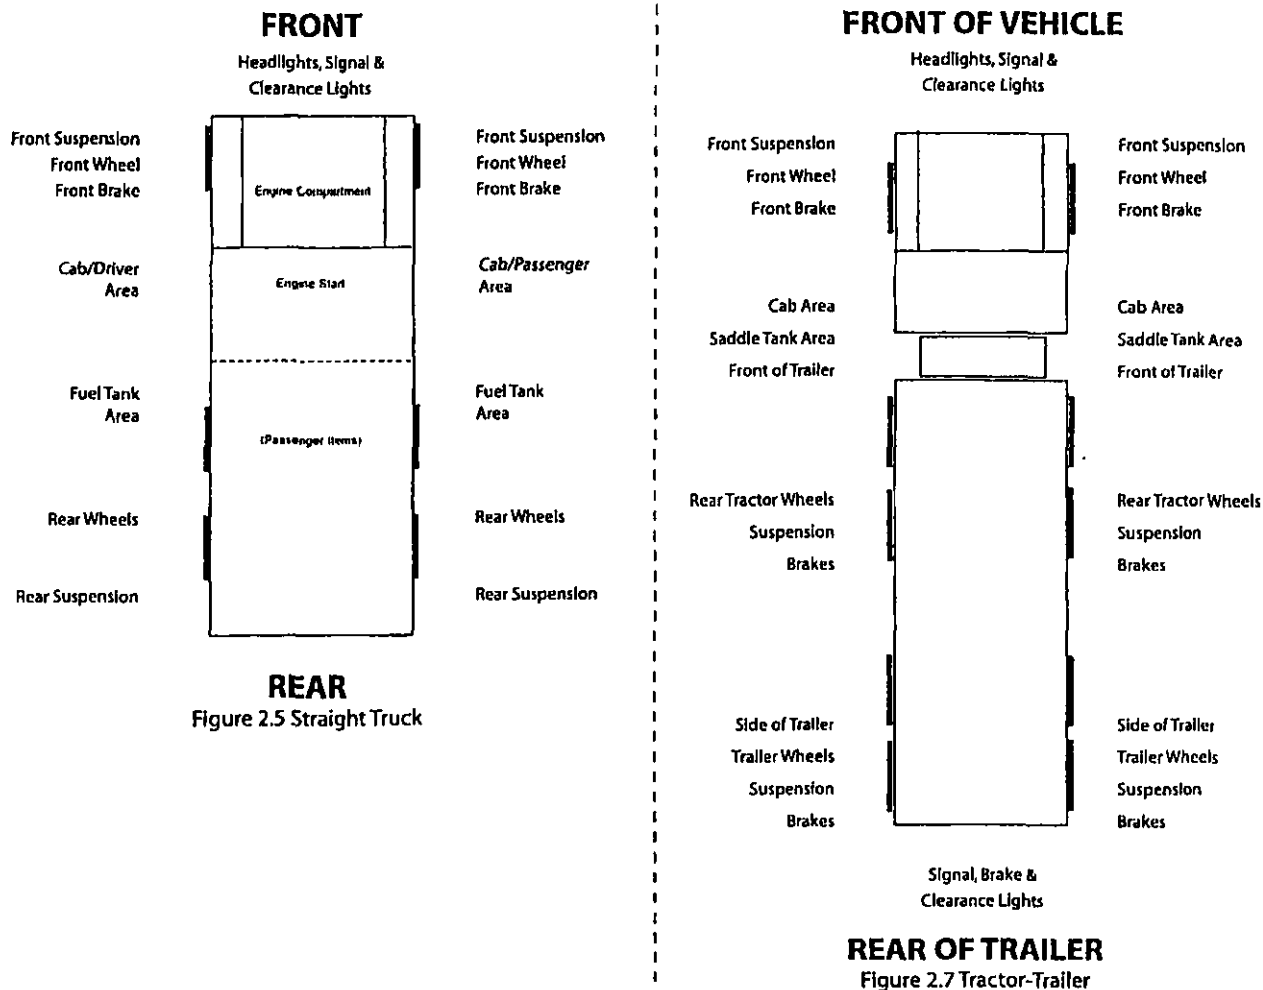 FRONT
Headlights, Signal &
Clearance Lights
Front Suspension
Front Wheel
Front Brake
Engine Compartment
Front Suspension
Front Wheel
Front Brake
Cab/Driver
Area
Engine Start
Cab/Passenger
Area
Fuel Tank
Area
(Passenger Items)
Fuel Tank
Area
Rear Wheels
Rear Wheels
Rear Suspension
Rear Suspension
REAR
Figure 2.5 Straight Truck
FRONT OF VEHICLE
Headlights, Signal &
Clearance Lights
Front Suspension
Front Wheel
Front Brake
Front Suspension
Front Wheel
Front Brake
Cab Area
Saddle Tank Area
Front of Trailer
Cab Area
Saddle Tank Area
Front of Trailer
Rear Tractor Wheels
Suspension
Brakes
Rear Tractor Wheels
Suspension
Brakes
Side of Trailer
Trailer Wheels
Suspension
Brakes
Side of Trailer
Trailer Wheels
Suspension
Brakes
Signal, Brake &
Clearance Lights
REAR OF TRAILER
Figure 2.7 Tractor-Trailer